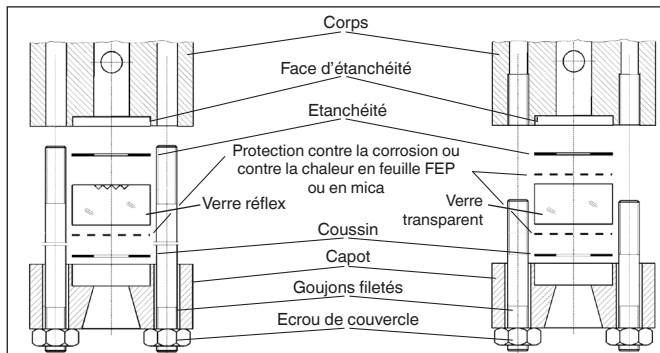 Corps
Face d'étanchéité
Etanchéité
Protection contre la corrosion ou
contre la chaleur en feuille FEP
ou en mica
Verre réflex
Verre
transparent
Coussin
Capot
Goujons filetés
Ecrou de couvercle